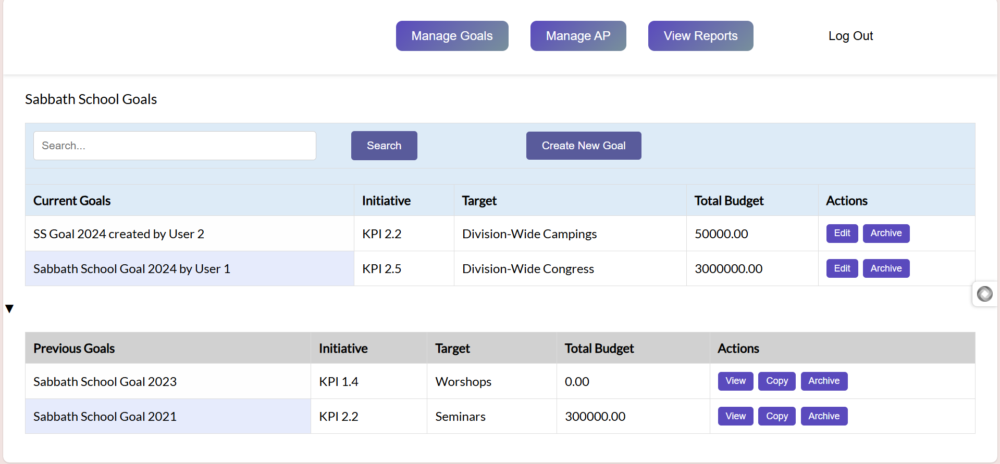 Manage Goals Manage AP View Reports Log Out
Sabbath School Goals
Search... Search Create New Goal
Current Goals Initiative Target Total Budget Actions
SS Goal 2024 created by User 2 KPI 2.2 Division-Wide Campings 50000.00 Edit Archive
Sabbath School Goal 2024 by User 1 KPI 2.5 Division-Wide Congress 3000000.00 Edit Archive
Previous Goals Initiative Target Total Budget Actions
Sabbath School Goal 2023 KPI 1.4 Worshops 0.00 View Copy Archive
Sabbath School Goal 2021 KPI 2.2 Seminars 300000.00 View Copy Archive